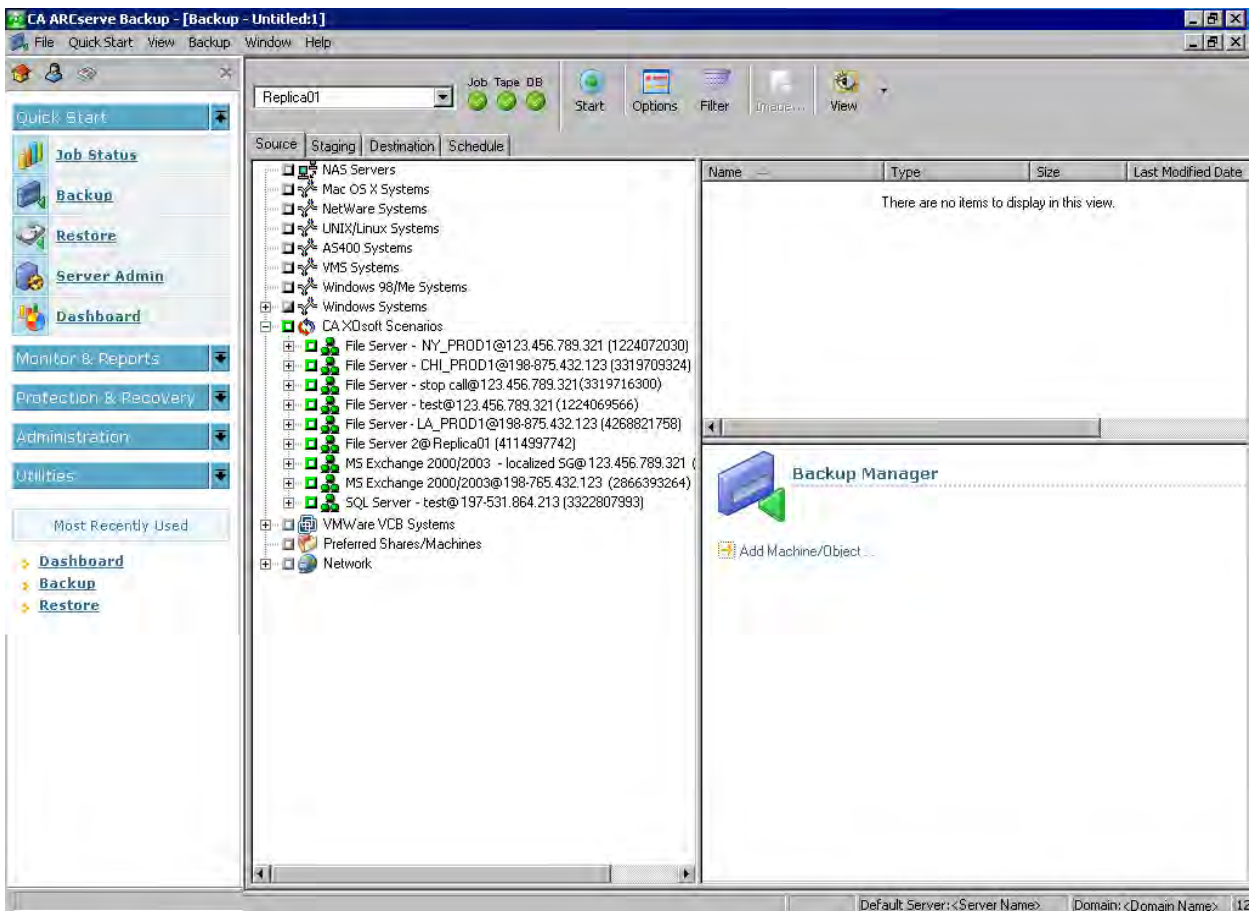 CA ARCserve Backup - [Backup - Untitled:1]
File Quick Start View Backup Window Help
Replica01
Job Tape DB
Start Options Filter Image... View
Quick Start
Job Status
Backup
Restore
Server Admin
Dashboard
Monitor & Reports
Protection & Recovery
Administration
Utilities
Most Recently Used
Dashboard
Backup
Restore
Source Staging Destination Schedule
NAS Servers
Mac OS X Systems
NetWare Systems
UNIX/Linux Systems
AS400 Systems
VMS Systems
Windows 98/Me Systems
Windows Systems
CA XOsoft Scenarios
File Server - NY_PROD1@123.456.789.321 (1224072030)
File Server - CHI_PROD1@198-875.432.123 (3319709324)
File Server - stop call@123.456.789.321(3319716300)
File Server - test@123.456.789.321 (1224069566)
File Server - LA_PROD1@198-875.432.123 (4268821758)
File Server 2@Replica01 (4114997742)
MS Exchange 2000/2003 - localized SG@123.456.789.321 (
MS Exchange 2000/2003@198-765.432.123 (2866393264)
SQL Server - test@197-531.864.213 (3322807993)
VMWare VCB Systems
Preferred Shares/Machines
Network
Name Type Size Last Modified Date
There are no items to display in this view.
Backup Manager
Add Machine/Object ...
Default Server:<Server Name> Domain:<Domain Name> 12